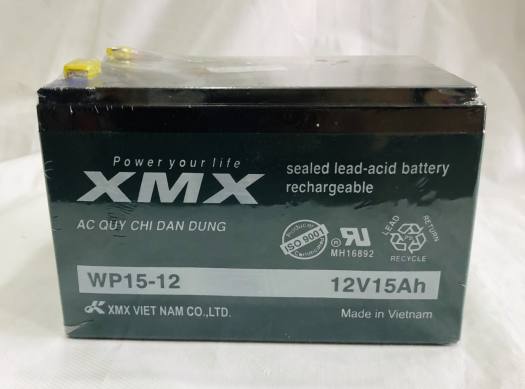 Power your life
XMX
sealed lead-acid battery
rechargeable
AC QUY CHI DAN DUNG
Producer
ISO 9001
MH16892
LEAD
RETURN
RECYCLE
WP15-12
12V15Ah
XMX VIET NAM CO.,LTD.
Made in Vietnam